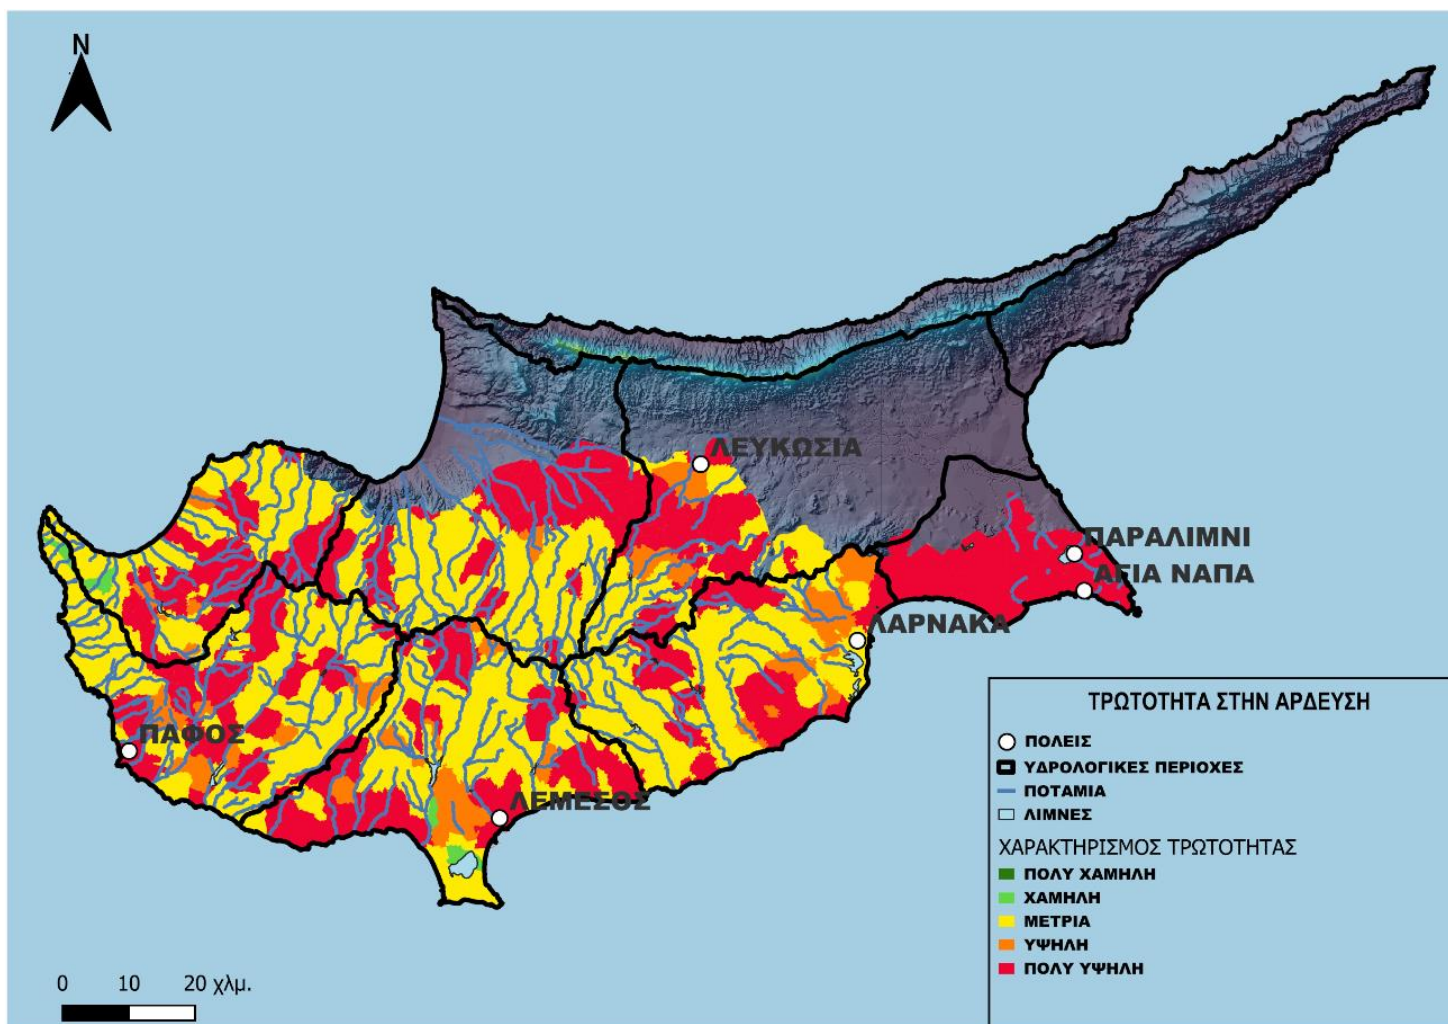 N
ΛΕΥΚΩΣΙΑ
ΠΑΡΑΛΙΜΝΙ
ΑΓΙΑ ΝΑΠΑ
ΛΑΡΝΑΚΑ
ΠΑΦΟΣ
ΛΕΜΕΣΟΣ
ΤΡΩΤΟΤΗΤΑ ΣΤΗΝ ΑΡΔΕΥΣΗ
ΠΟΛΕΙΣ
ΥΔΡΟΛΟΓΙΚΕΣ ΠΕΡΙΟΧΕΣ
ΠΟΤΑΜΙΑ
ΛΙΜΝΕΣ
ΧΑΡΑΚΤΗΡΙΣΜΟΣ ΤΡΩΤΟΤΗΤΑΣ
ΠΟΛΥ ΧΑΜΗΛΗ
ΧΑΜΗΛΗ
ΜΕΤΡΙΑ
ΥΨΗΛΗ
ΠΟΛΥ ΥΨΗΛΗ
0 10 20 χλμ.